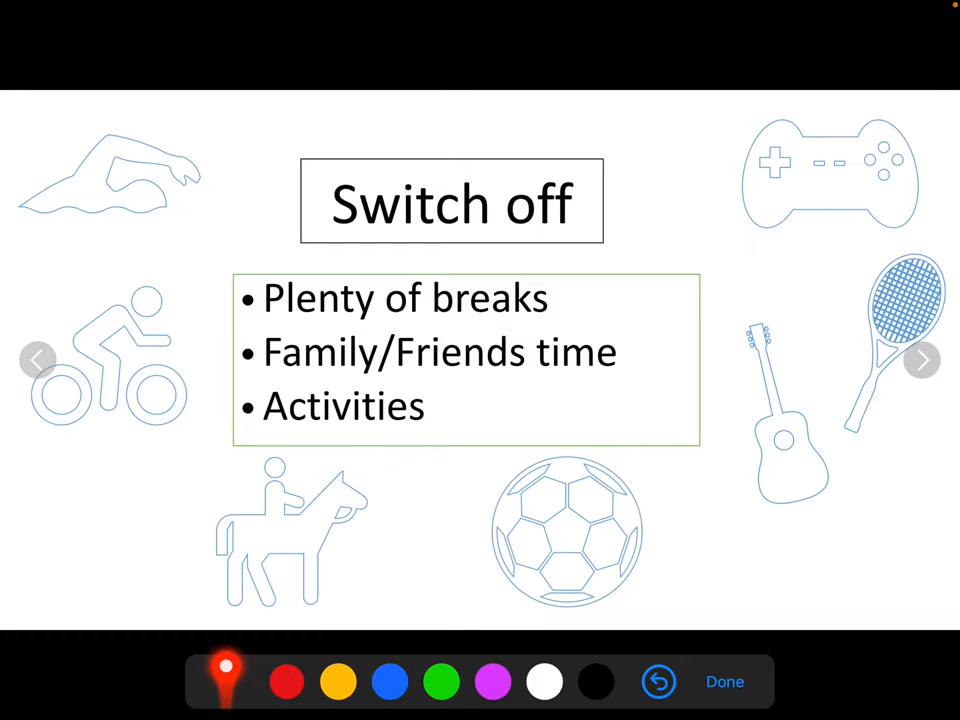 Switch off
• Plenty of breaks
• Family/Friends time
• Activities
Done